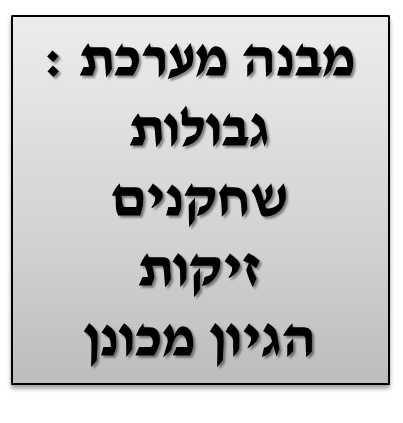 מבנה מערכת :
גבולות
שחקנים
זיקות
הגיון מכונן